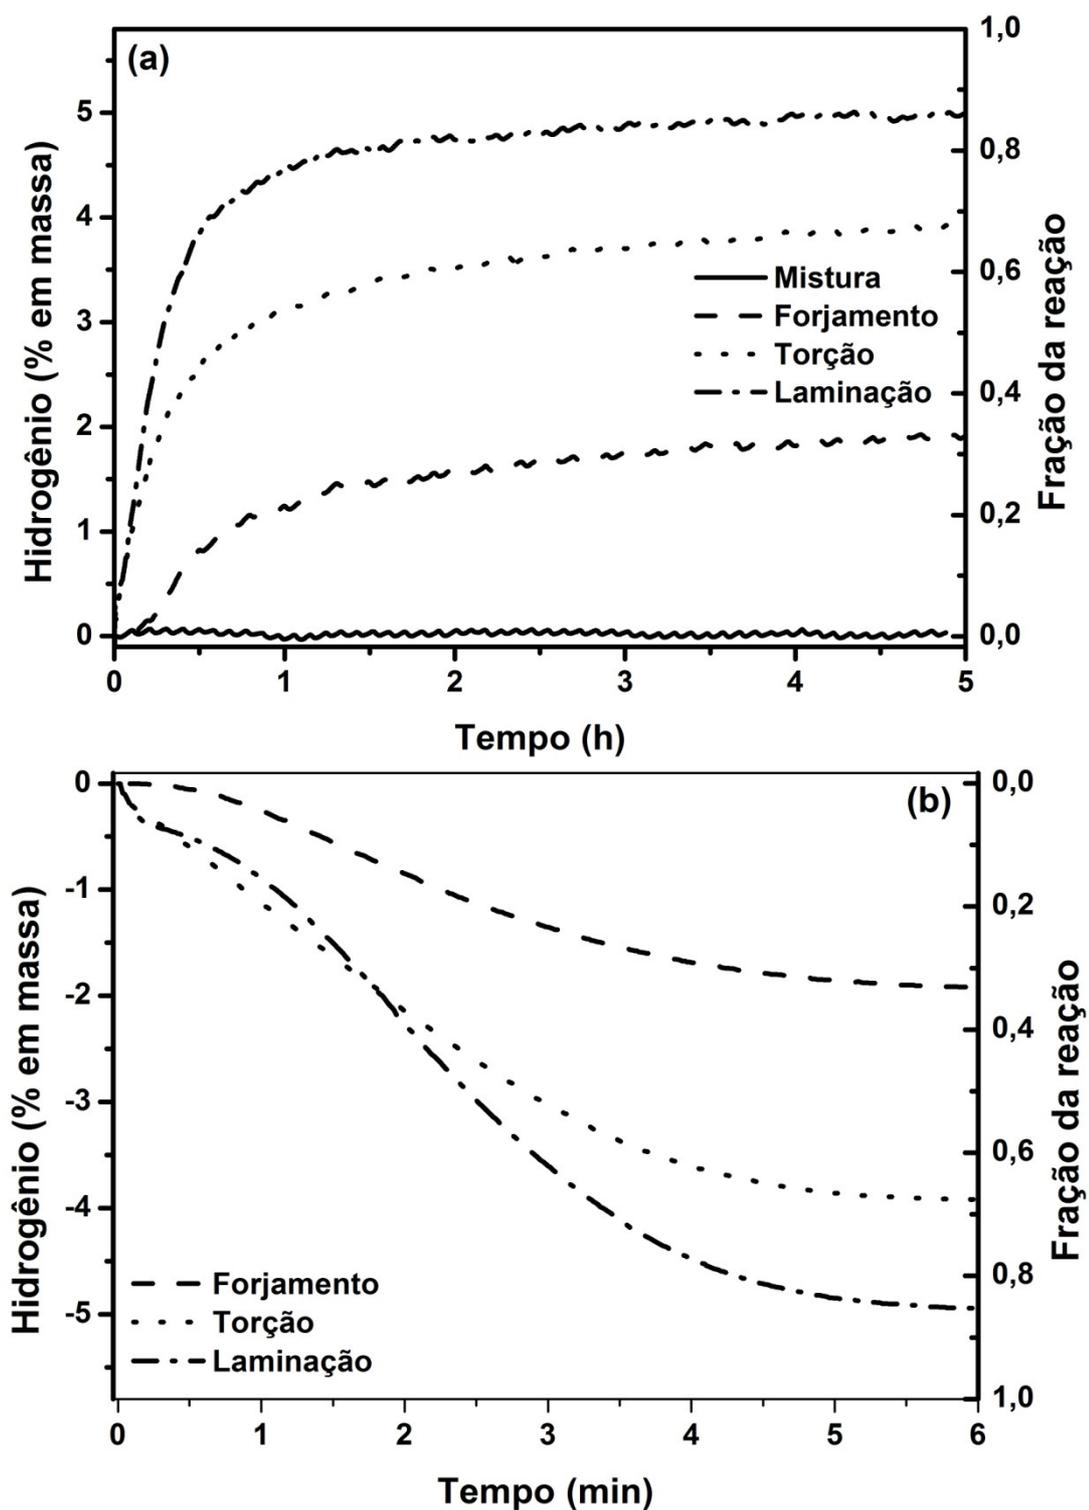 (a)
Hidrogênio (% em massa)
5
4
3
2
1
0
1,0
0,8
0,6
0,4
0,2
0,0
Fração da reação
Mistura
Forjamento
Torção
Laminação
0 1 2 3 4 5
Tempo (h)
(b)
Hidrogênio (% em massa)
0
-1
-2
-3
-4
-5
0,0
0,2
0,4
0,6
0,8
1,0
Fração da reação
Forjamento
Torção
Laminação
0 1 2 3 4 5 6
Tempo (min)